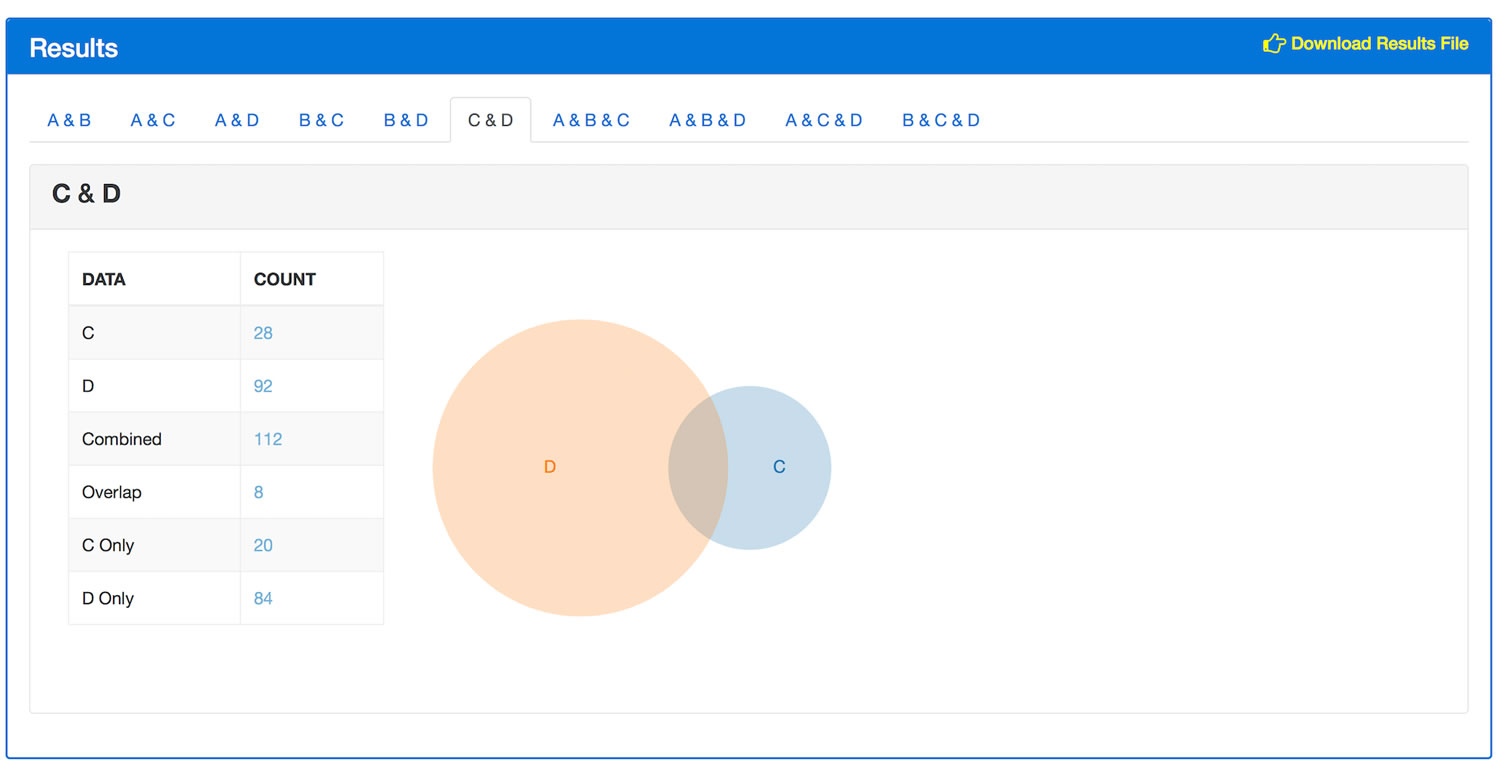 Results
Download Results File
A & B A & C A & D B & C B & D C & D A & B & C A & B & D A & C & D B & C & D
C & D
DATA COUNT
C 28
D 92
Combined 112
Overlap 8
C Only 20
D Only 84
D C